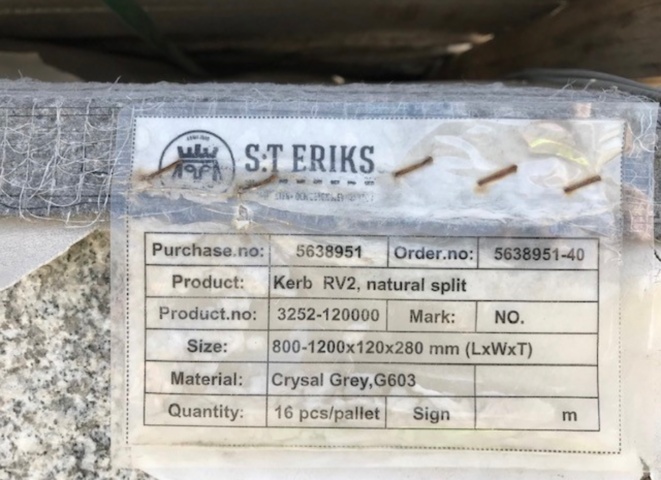 S:T ERIKS
Purchase.no: 5638951 Order.no: 5638951-40
Product: Kerb RV2, natural split
Product.no: 3252-120000 Mark: NO.
Size: 800-1200x120x280 mm (LxWxT)
Material: Crysal Grey,G603
Quantity: 16 pcs/pallet Sign m